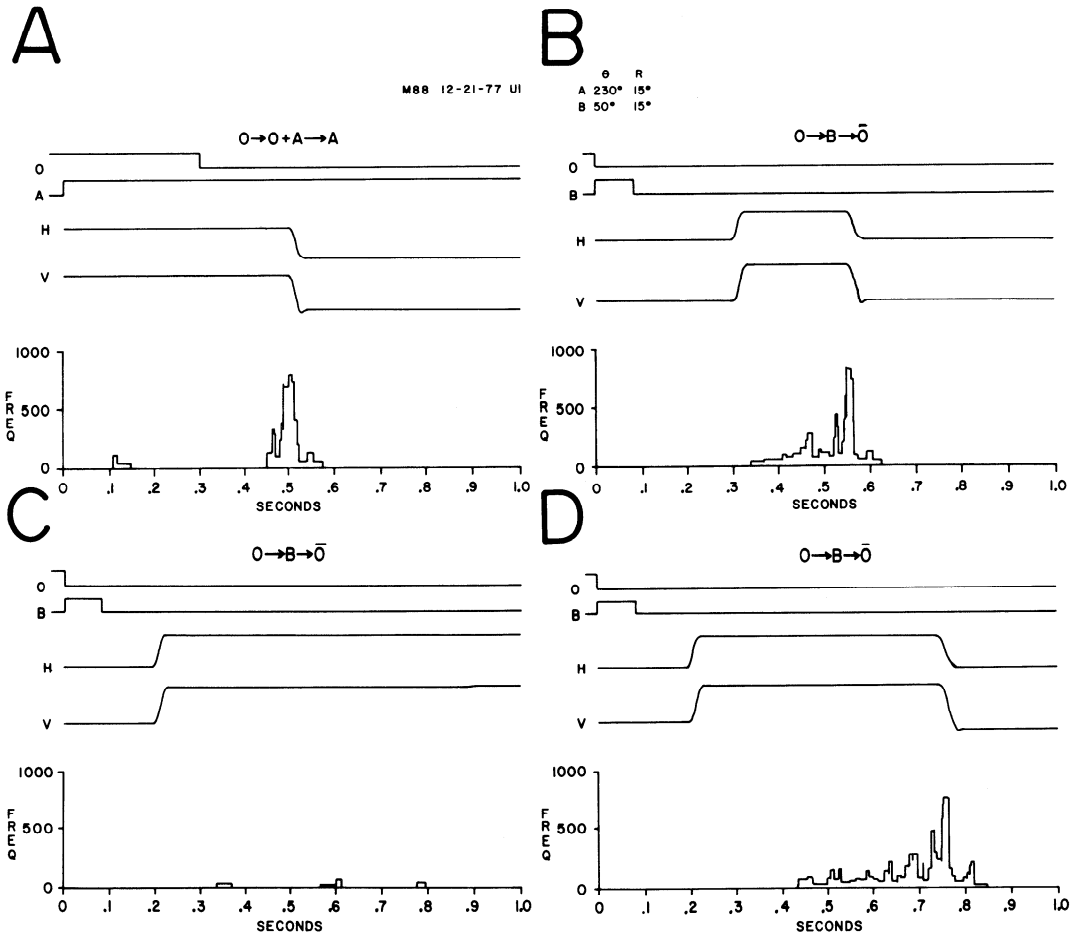 A
M88 12-21-77 U1
O→O+A→A
O
A
H
V
1000
500
0
FREQ
0 .1 .2 .3 .4 .5 .6 .7 .8 .9 1.0
SECONDS
B
Θ R
A 230° 15°
B 50° 15°
O→B→O̅
O
B
H
V
1000
500
0
FREQ
0 .1 .2 .3 .4 .5 .6 .7 .8 .9 1.0
SECONDS
C
O→B→O̅
O
B
H
V
1000
500
0
FREQ
0 .1 .2 .3 .4 .5 .6 .7 .8 .9 1.0
SECONDS
D
O→B→O̅
O
B
H
V
1000
500
0
FREQ
0 .1 .2 .3 .4 .5 .6 .7 .8 .9 1.0
SECONDS